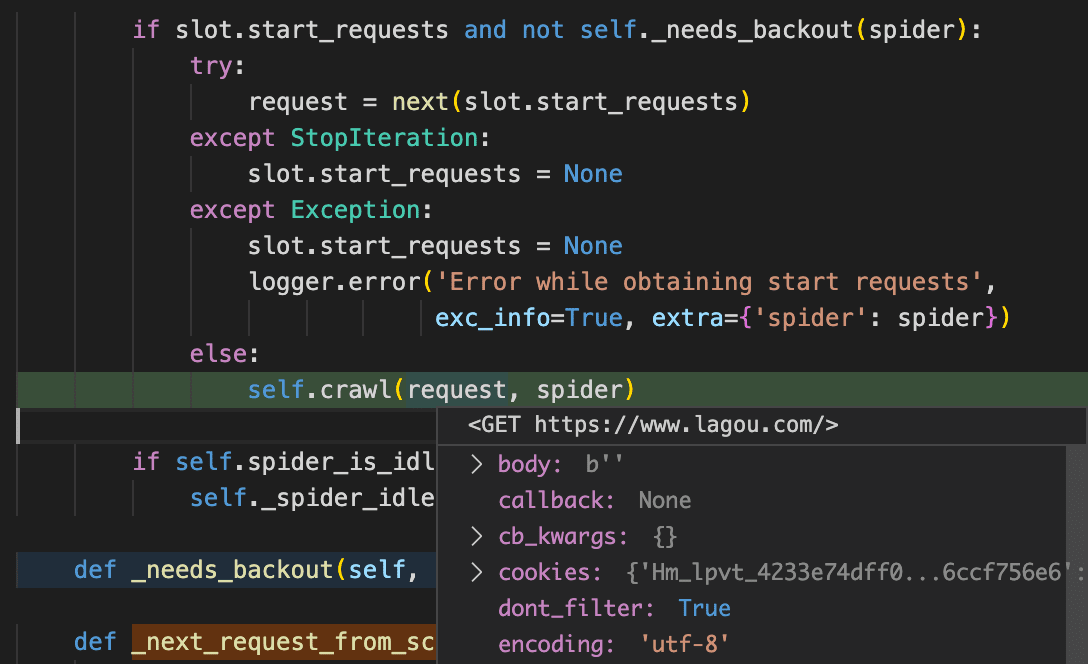 if slot.start_requests and not self._needs_backout(spider):
try:
request = next(slot.start_requests)
except StopIteration:
slot.start_requests = None
except Exception:
slot.start_requests = None
logger.error('Error while obtaining start requests',
exc_info=True, extra={'spider': spider})
else:
self.crawl(request, spider)
<GET https://www.lagou.com/>
if self.spider_is_idl
self._spider_idle
def _needs_backout(self,
def _next_request_from_sc
> body: b''
callback: None
> cb_kwargs: {}
> cookies: {'Hm_lpvt_4233e74dff0...6ccf756e6':
dont_filter: True
encoding: 'utf-8'